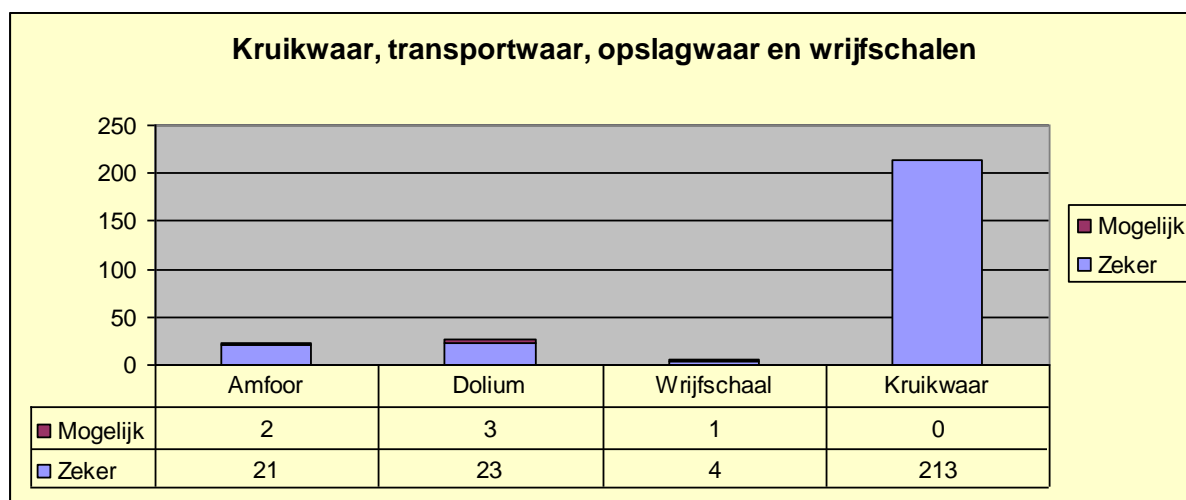 Kruikwaar, transportwaar, opslagwaar en wrijfschalen
250
200
150
100
50
0
Amfoor Dolium Wrijfschaal Kruikwaar
Mogelijk 2 3 1 0
Zeker 21 23 4 213
Mogelijk
Zeker